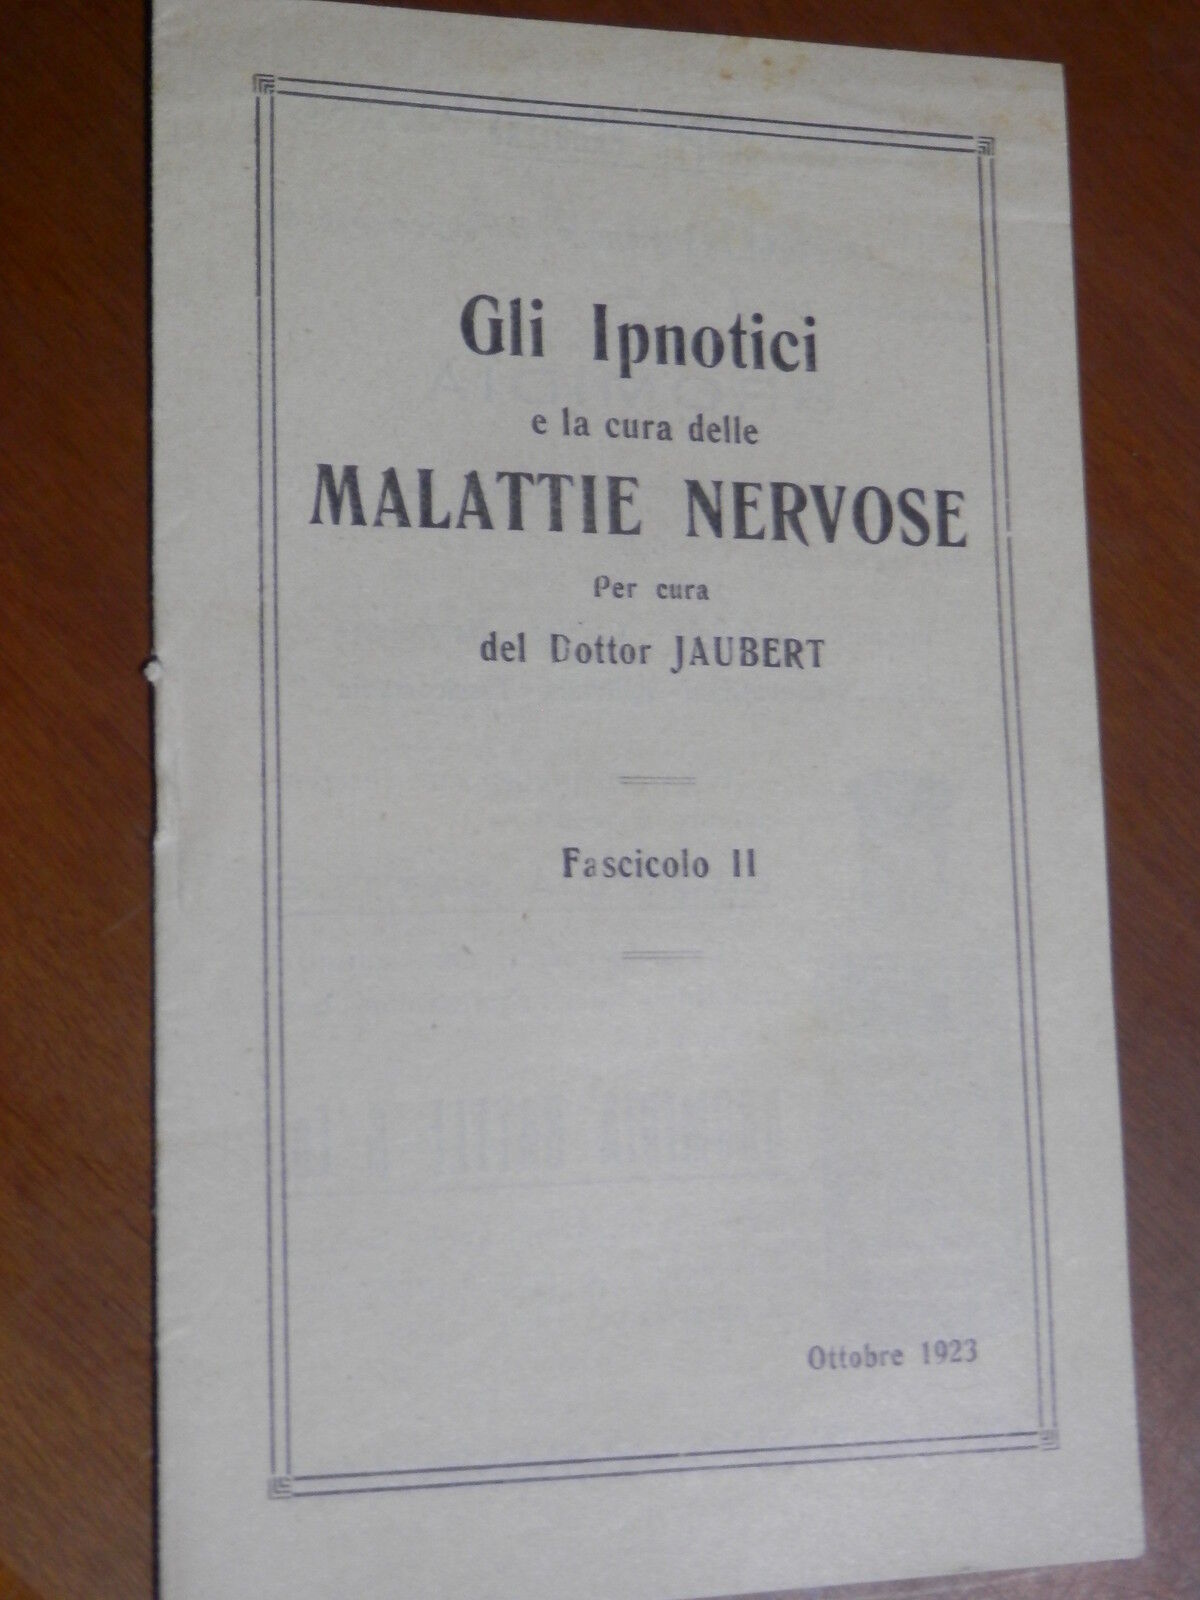 Gli Ipnotici
e la cura delle
MALATTIE NERVOSE
Per cura
del Dottor JAUBERT
Fascicolo II
Ottobre 1923